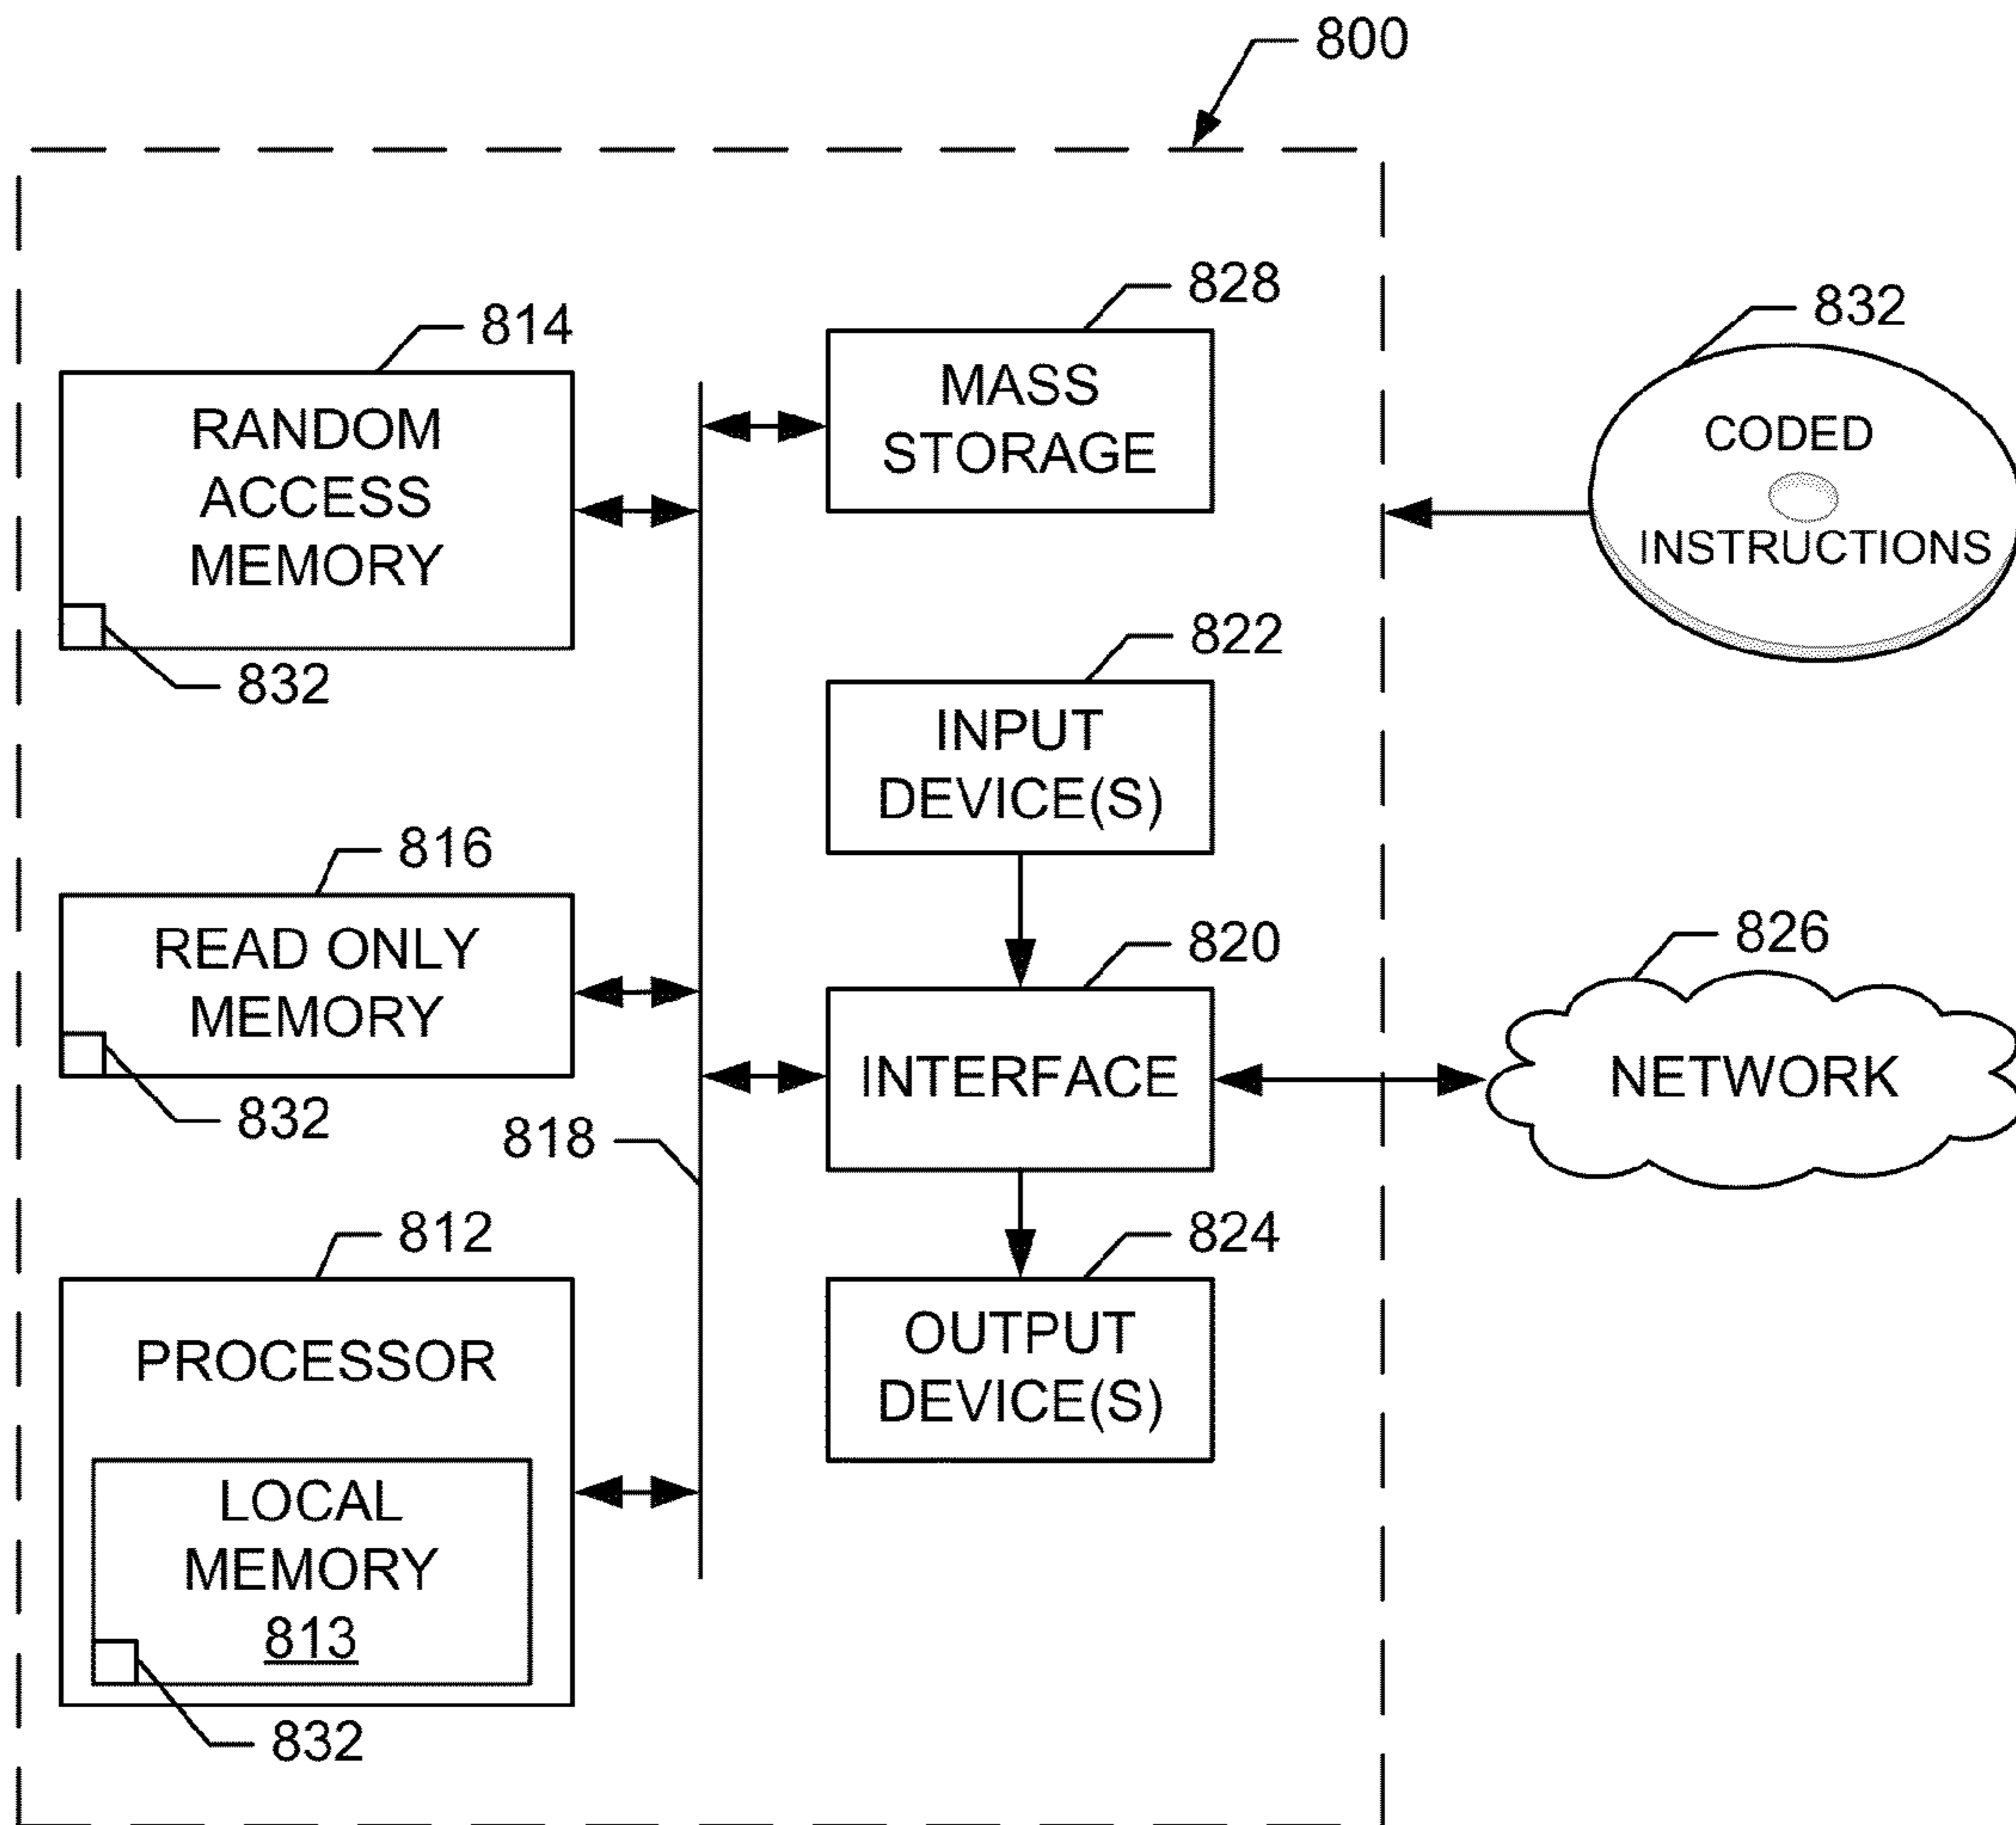 800
828
814
832
MASS
STORAGE
RANDOM
ACCESS
MEMORY
CODED
INSTRUCTIONS
832
822
INPUT
DEVICE(S)
816
820
826
READ ONLY
MEMORY
INTERFACE
NETWORK
832
818
812
824
PROCESSOR
OUTPUT
DEVICE(S)
LOCAL
MEMORY
813
832